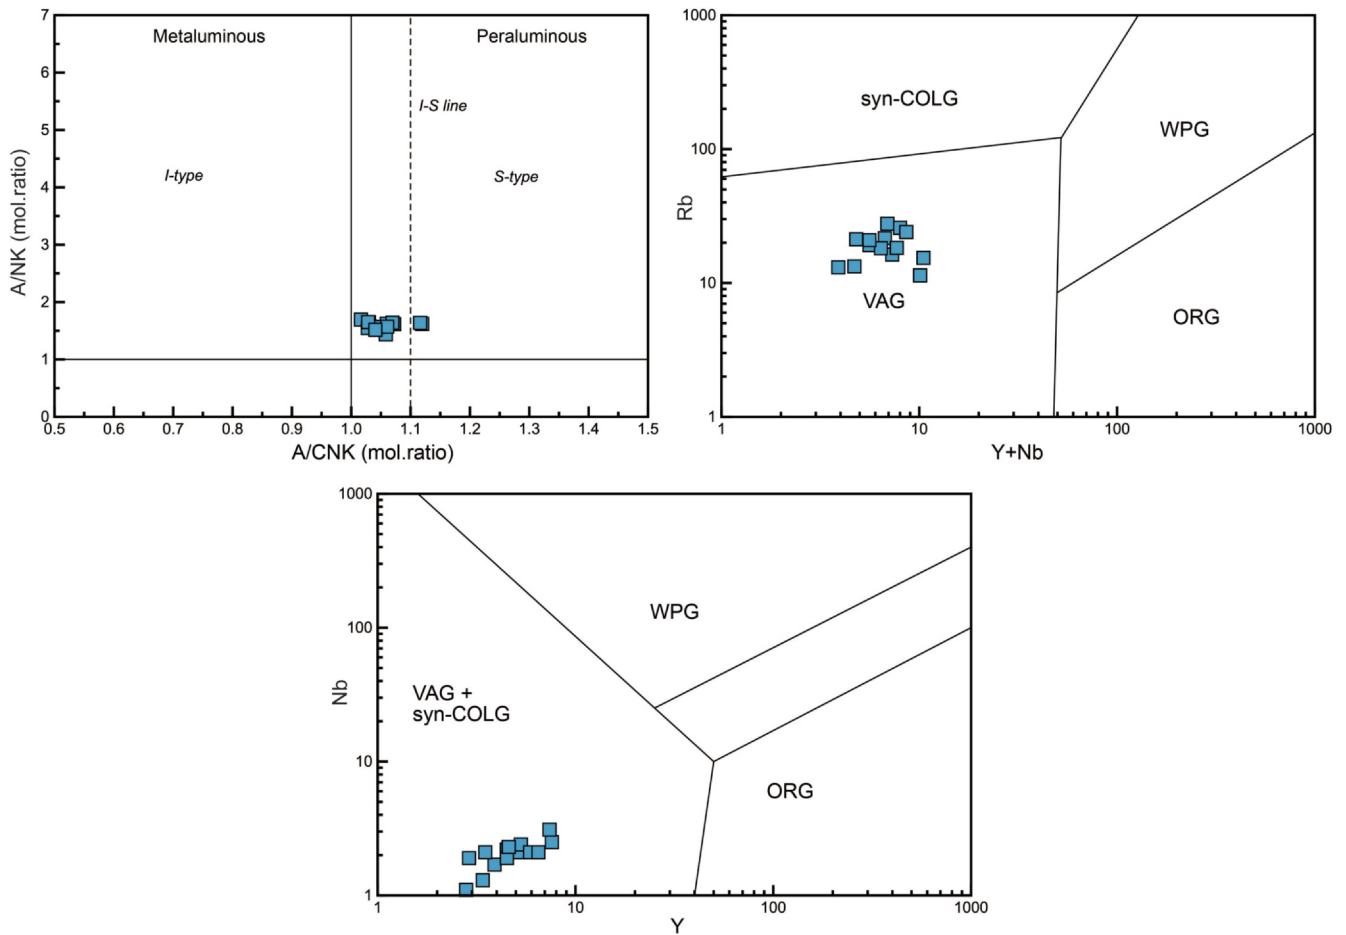 7
Metaluminous
Peraluminous
6
I-S line
5
4
I-type
S-type
3
2
1
0
0.5
0.6
0.7
0.8
0.9
1.0
1.1
1.2
1.3
1.4
1.5
A/NK (mol.ratio)
A/CNK (mol.ratio)
1000
syn-COLG
WPG
100
Rb
10
VAG
ORG
1
1
10
100
1000
Y+Nb
1000
WPG
100
Nb
VAG +
syn-COLG
10
ORG
1
1
10
100
1000
Y